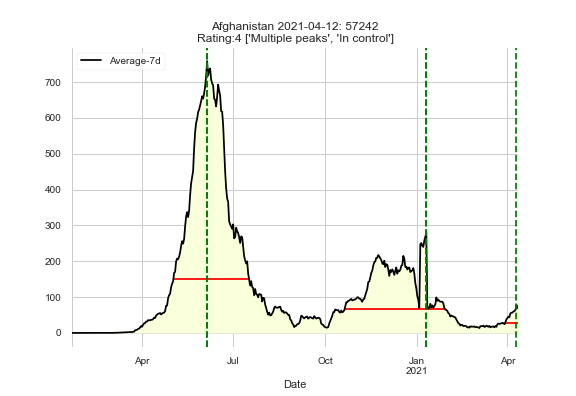 Afghanistan 2021-04-12: 57242
Rating:4 ['Multiple peaks', 'In control']
Average-7d
700
600
500
400
300
200
100
0
Apr
Jul
Oct
Jan
2021
Apr
Date